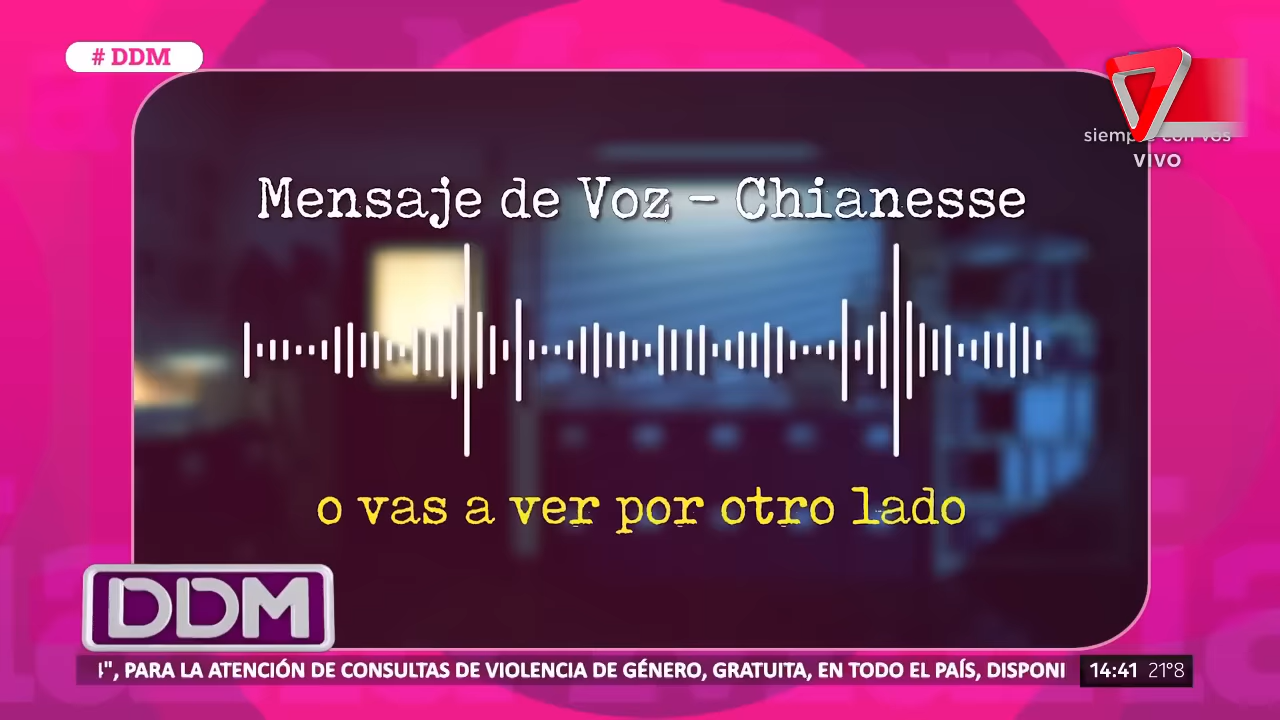 # DDM
siempre con vos
VIVO
Mensaje de Voz - Chianesse
o vas a ver por otro lado
DDM
", PARA LA ATENCIÓN DE CONSULTAS DE VIOLENCIA DE GÉNERO, GRATUITA, EN TODO EL PAÍS, DISPONI
14:41 21°8